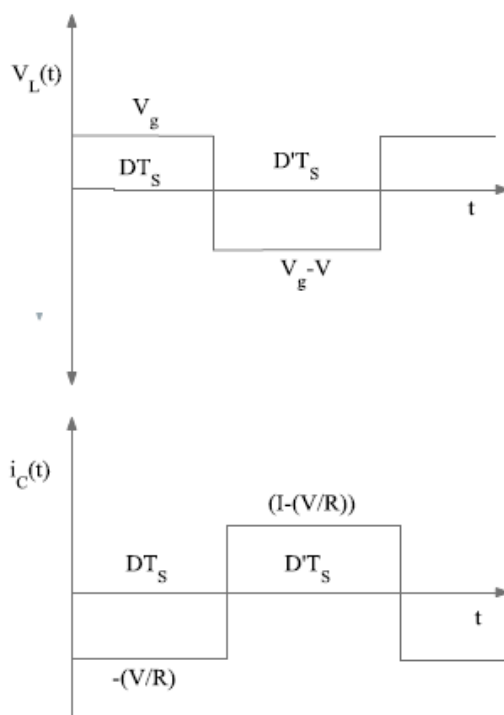 V_L(t)
V_g
DT_S
D'T_S
t
V_g-V
i_C(t)
(I-(V/R))
DT_S
D'T_S
t
-(V/R)